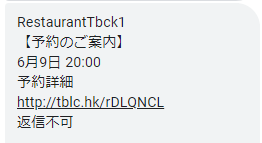 RestaurantTbck1
【予約のご案内】
6月9日 20:00
予約詳細
http://tblc.hk/rDLQNCL
返信不可